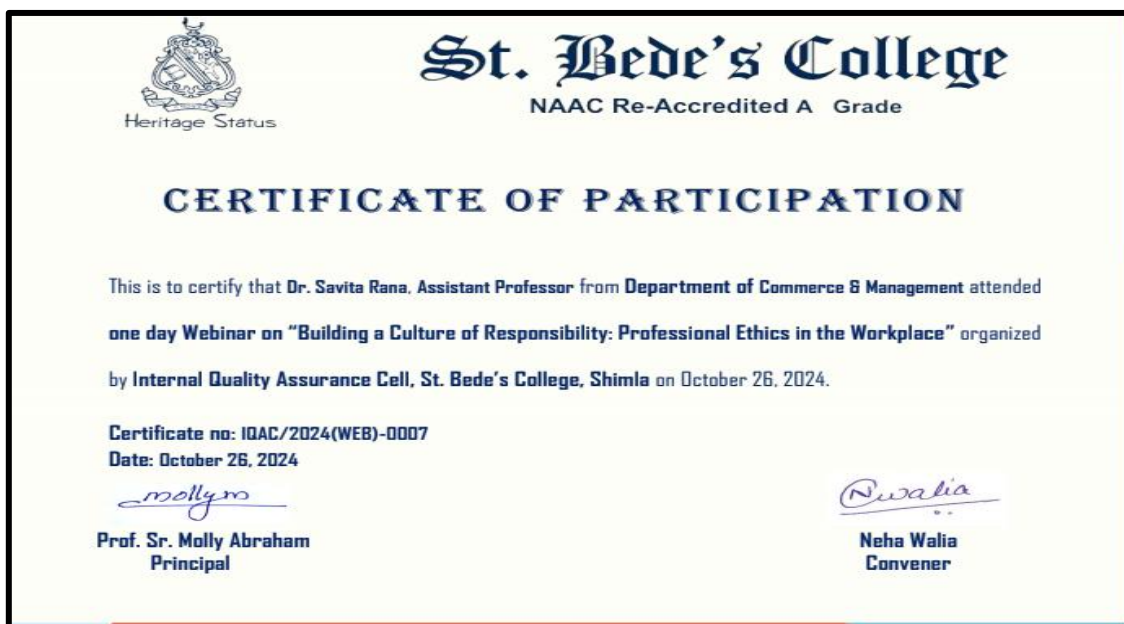 St. Bede's College
NAAC Re-Accredited A Grade
Heritage Status
CERTIFICATE OF PARTICIPATION
This is to certify that Dr. Savita Rana, Assistant Professor from Department of Commerce & Management attended
one day Webinar on "Building a Culture of Responsibility: Professional Ethics in the Workplace" organized
by Internal Quality Assurance Cell, St. Bede's College, Shimla on October 26, 2024.
Certificate no: IQAC/2024(WEB)-0007
Date: October 26, 2024
mollym
Prof. Sr. Molly Abraham
Principal
Nwalia
Neha Walia
Convener